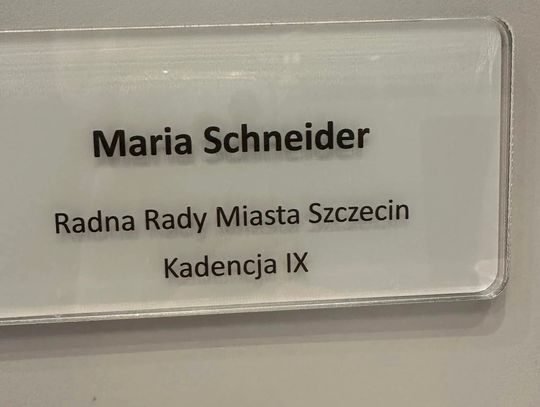 Maria Schneider
Radna Rady Miasta Szczecin
Kadencja IX